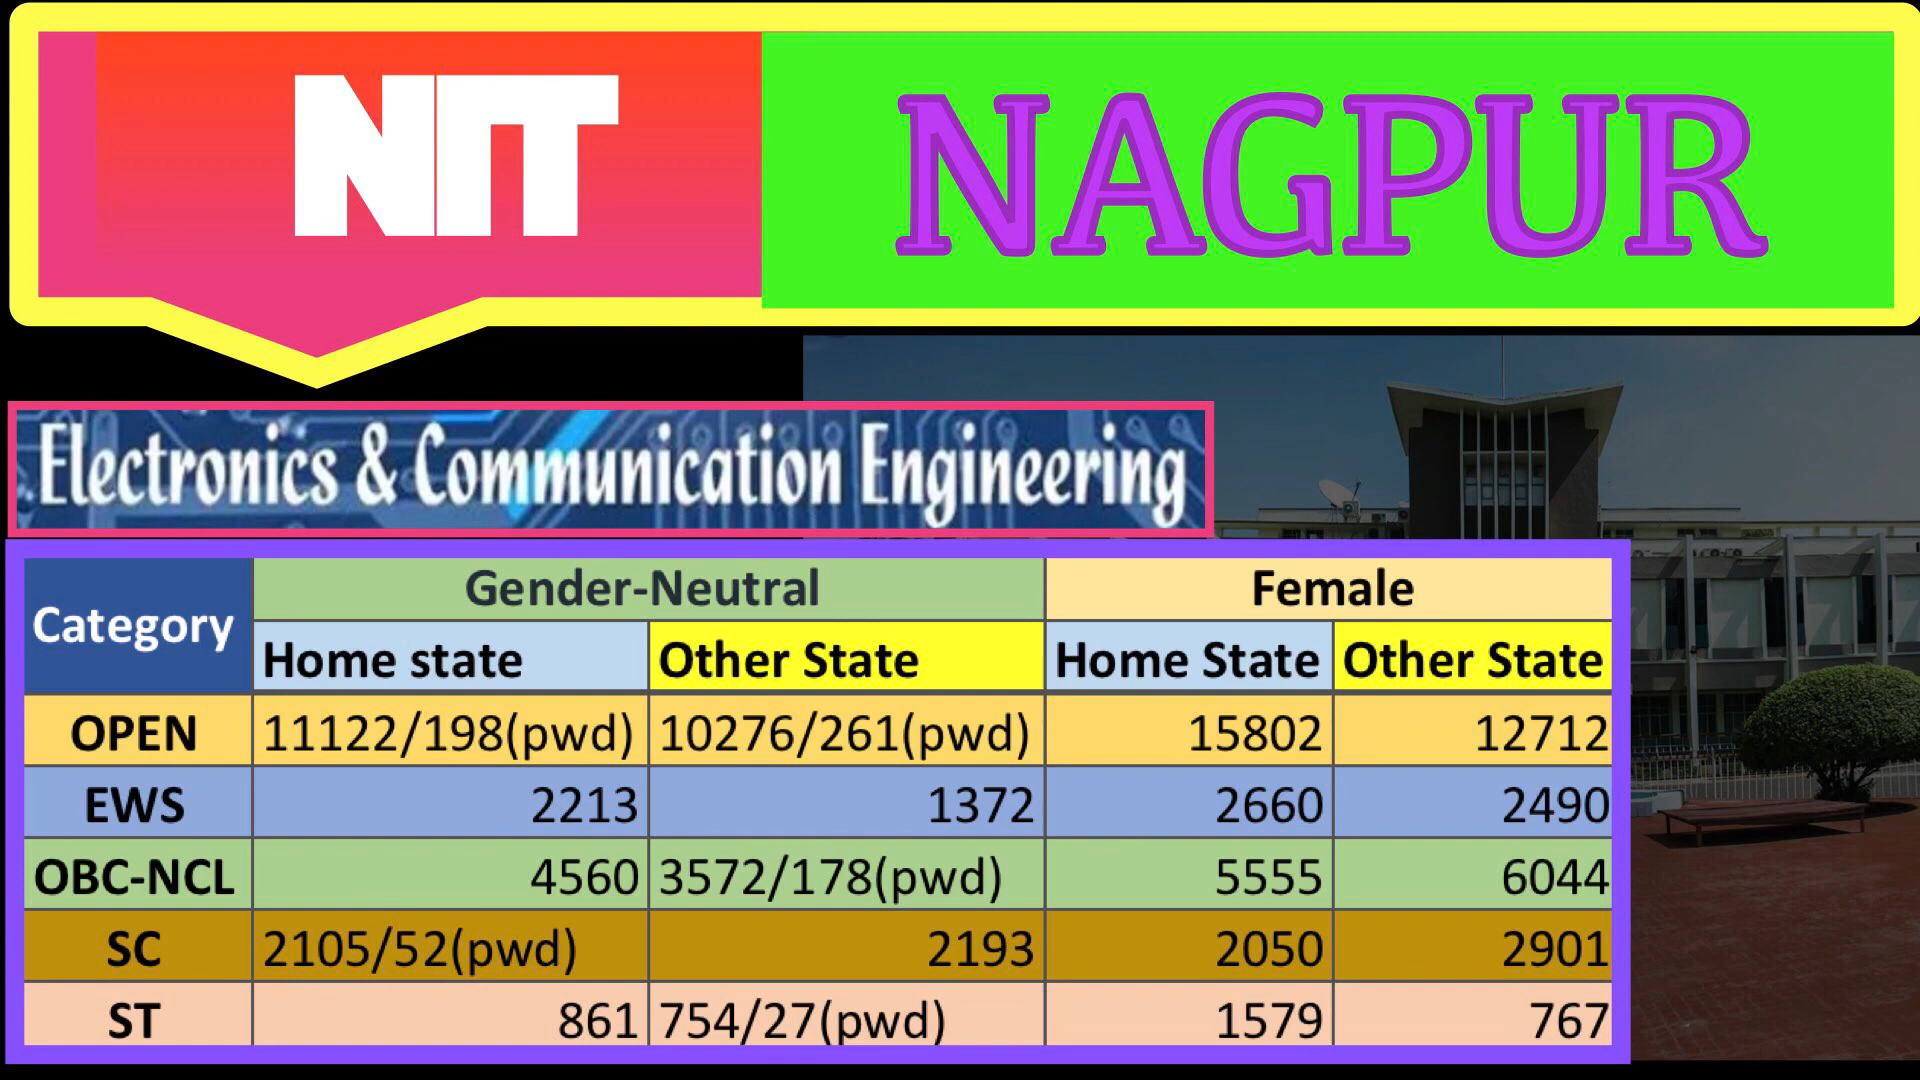 NIT NAGPUR
Electronics & Communication Engineering
Category Gender-Neutral Female
Home state Other State Home State Other State
OPEN 11122/198(pwd) 10276/261(pwd) 15802 12712
EWS 2213 1372 2660 2490
OBC-NCL 4560 3572/178(pwd) 5555 6044
SC 2105/52(pwd) 2193 2050 2901
ST 861 754/27(pwd) 1579 767